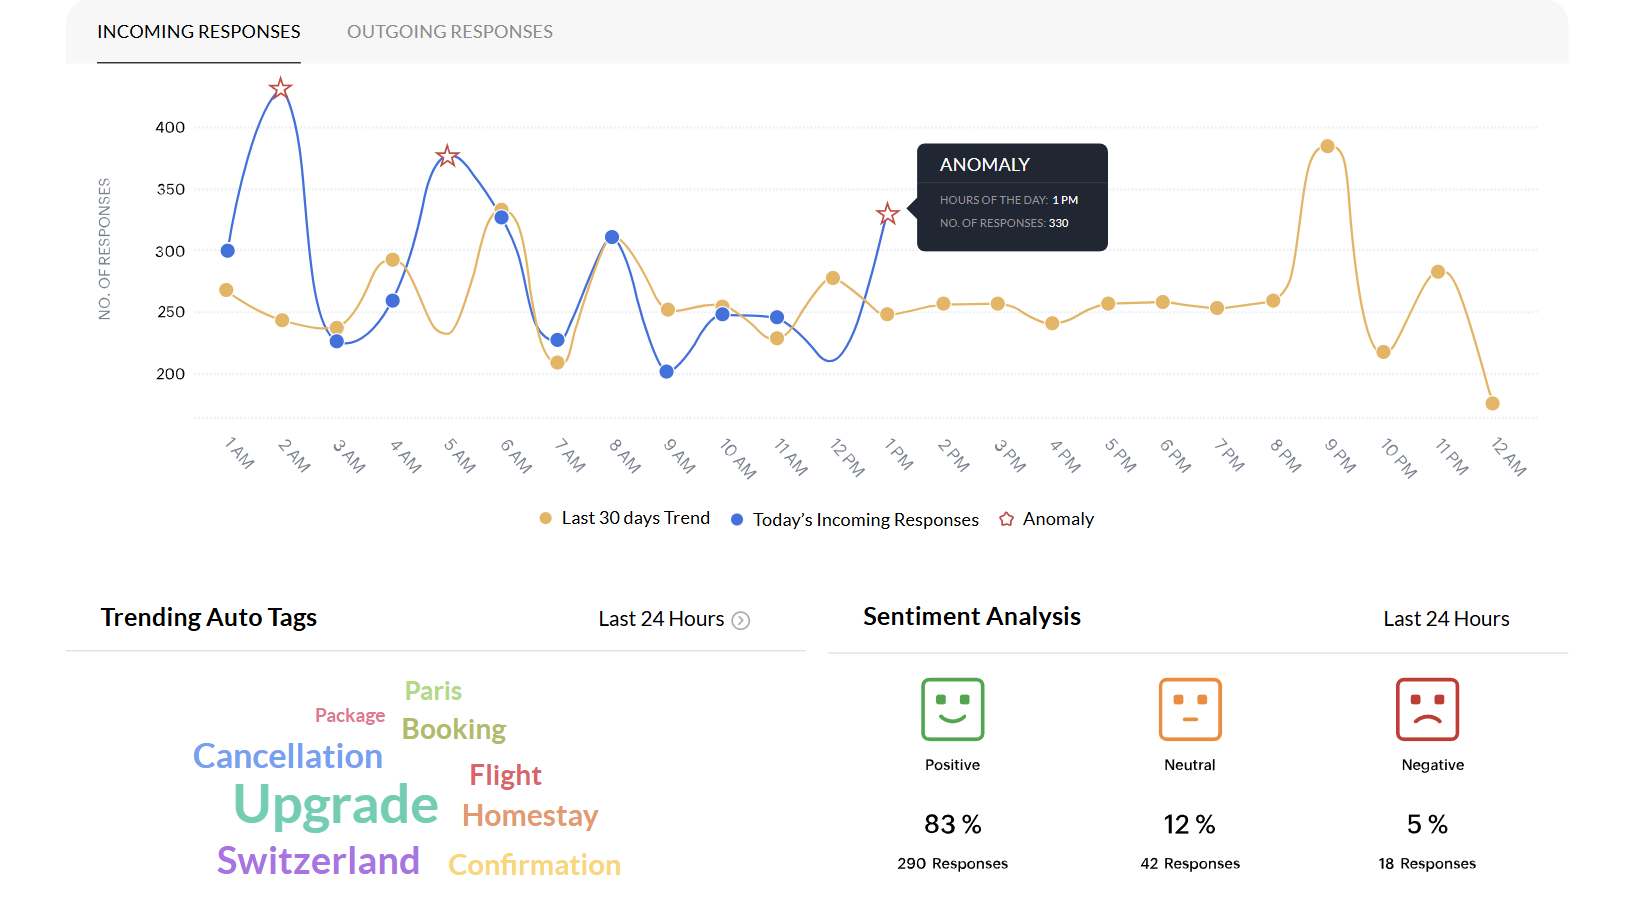 INCOMING RESPONSES OUTGOING RESPONSES
400
350
300
250
200
NO. OF RESPONSES
ANOMALY
HOURS OF THE DAY: 1 PM
NO. OF RESPONSES: 330
1 AM 2 AM 3 AM 4 AM 5 AM 6 AM 7 AM 8 AM 9 AM 10 AM 11 AM 12 PM 1 PM 2 PM 3 PM 4 PM 5 PM 6 PM 7 PM 8 PM 9 PM 10 PM 11 PM 12 AM
Last 30 days Trend Today's Incoming Responses Anomaly
Trending Auto Tags Last 24 Hours
Paris
Package
Booking
Cancellation
Flight
Upgrade
Homestay
Switzerland
Confirmation
Sentiment Analysis Last 24 Hours
Positive Neutral Negative
83 % 12 % 5 %
290 Responses 42 Responses 18 Responses